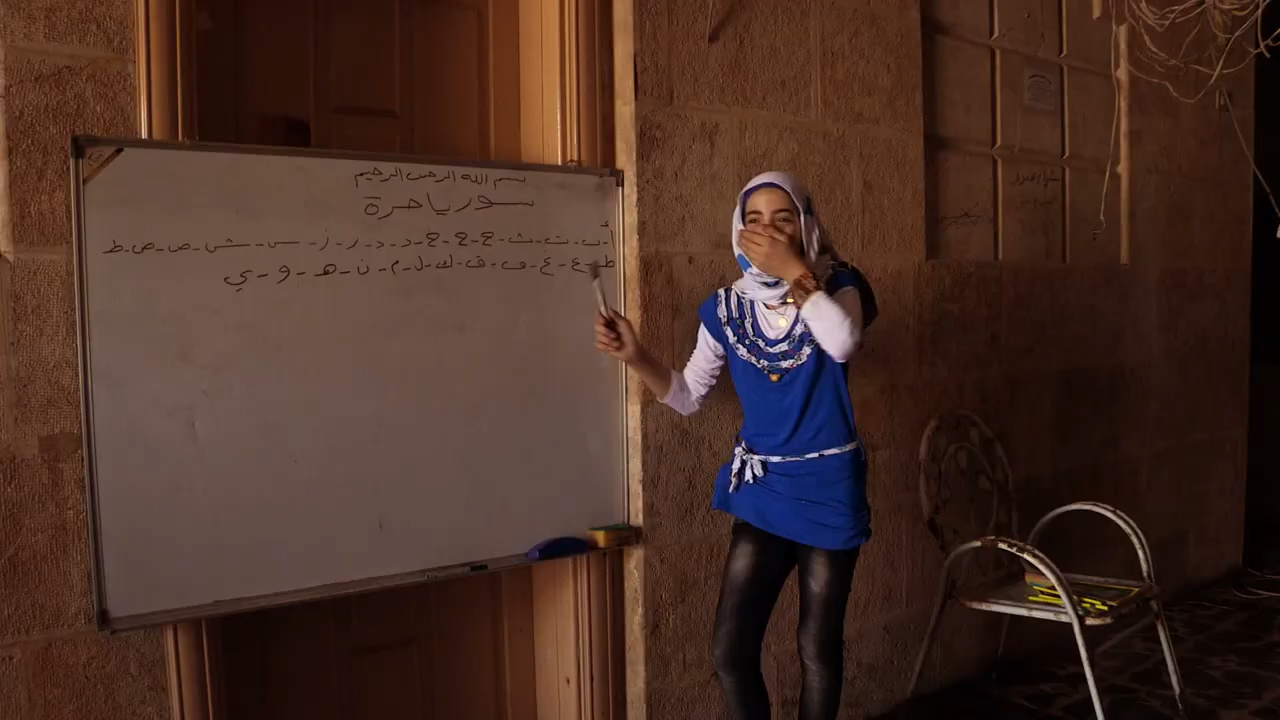 بسم الله الرحمن الرحيم
سوريا حرة
أ - ب - ت - ث - ج - ح - خ - د - ذ - ر - ز - س - ش - ص - ض - ط
ظ - ع - غ - ف - ق - ك - ل - م - ن - هـ - و - ي